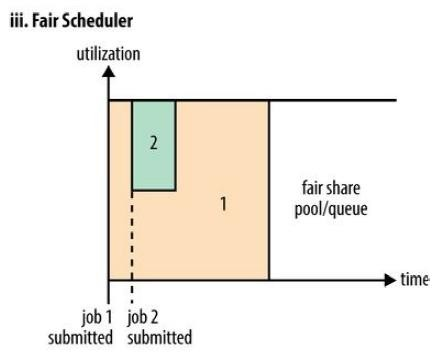 iii. Fair Scheduler
utilization
2
1
fair share
pool/queue
time
job 1
submitted
job 2
submitted